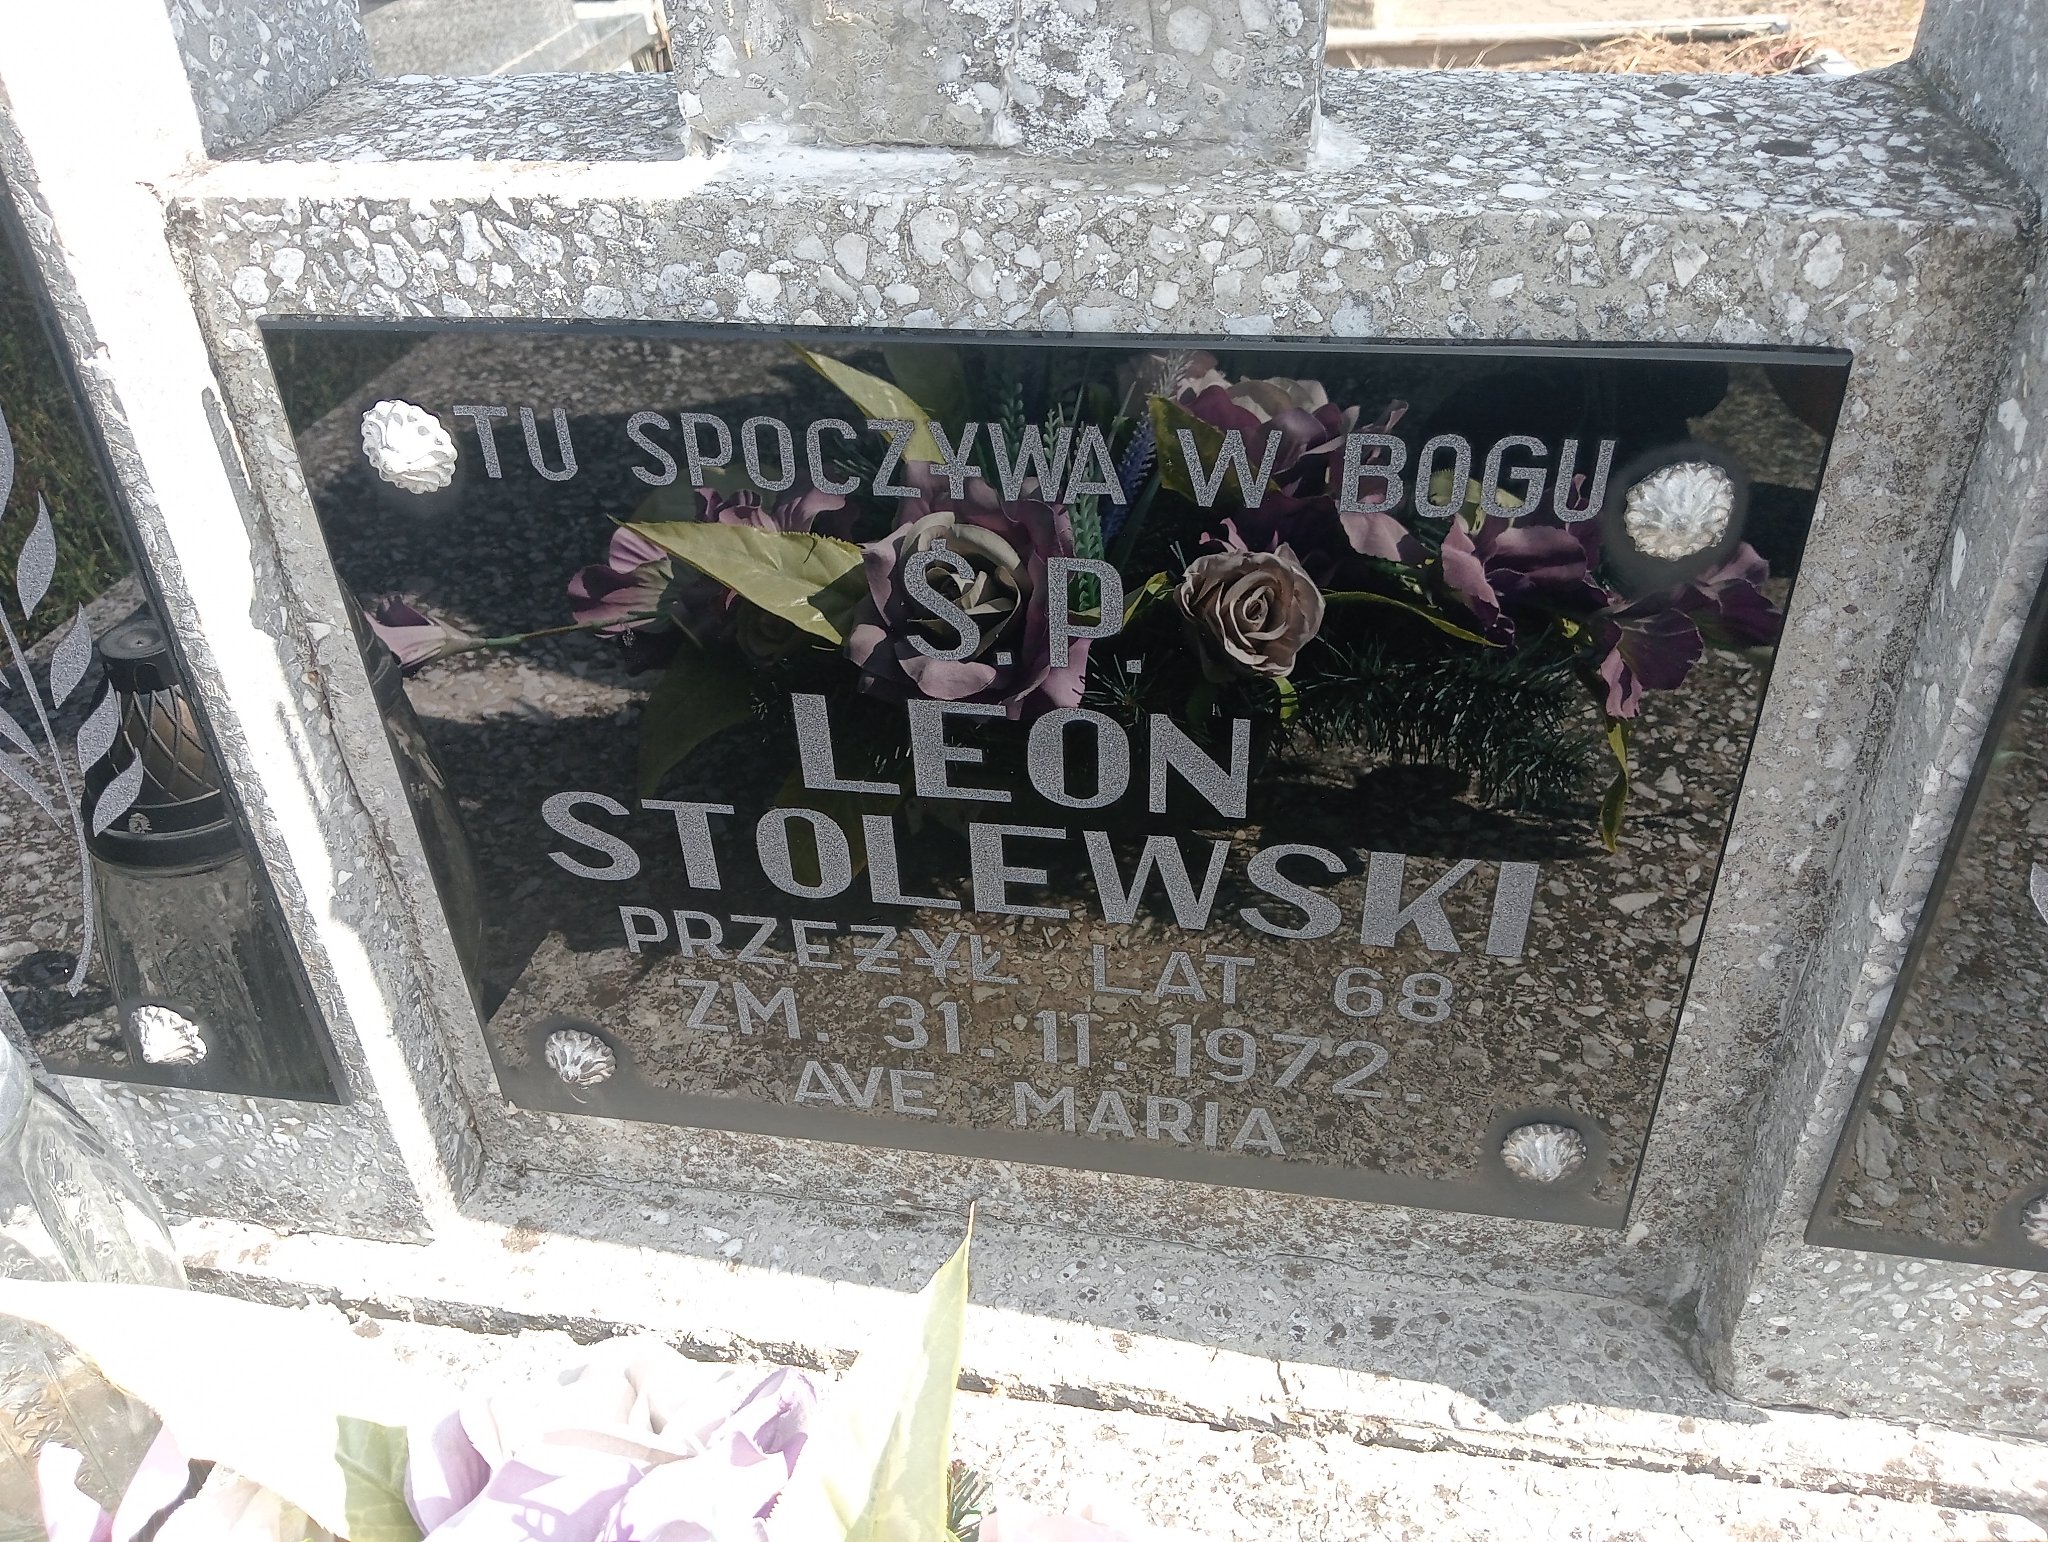 TU SPOCZYWA W BOGU
Ś. P.
LEON
STOLEWSKI
PRZEŻYŁ LAT 68
ZM. 31. 11. 1972.
AVE MARIA